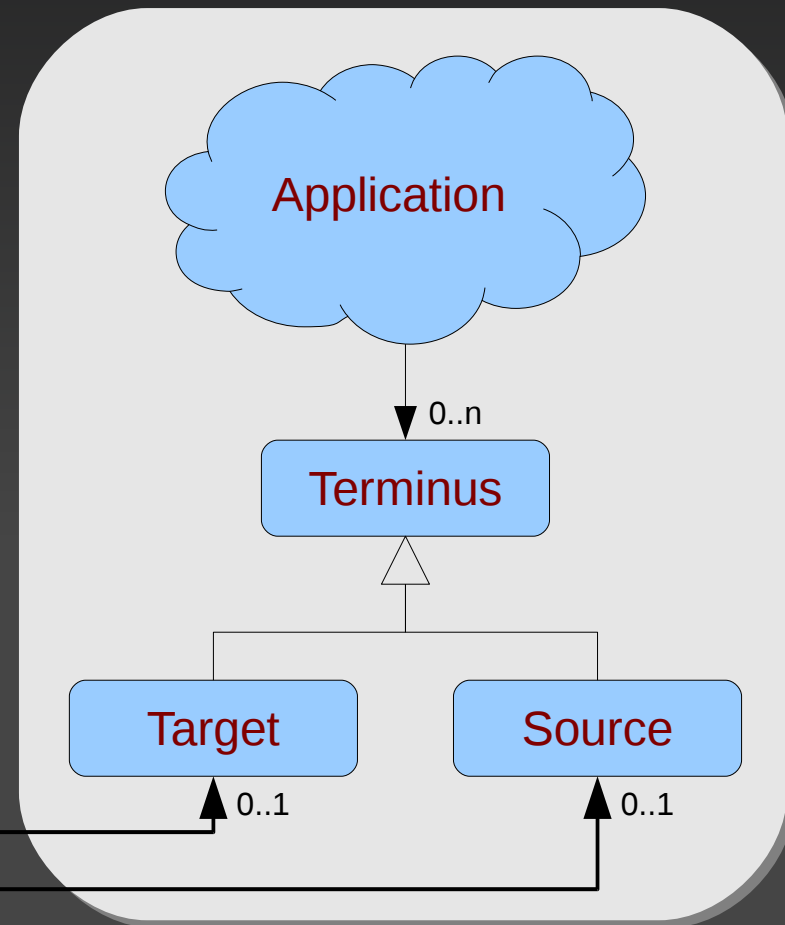 Application
0..n
Terminus
Target
Source
0..1
0..1